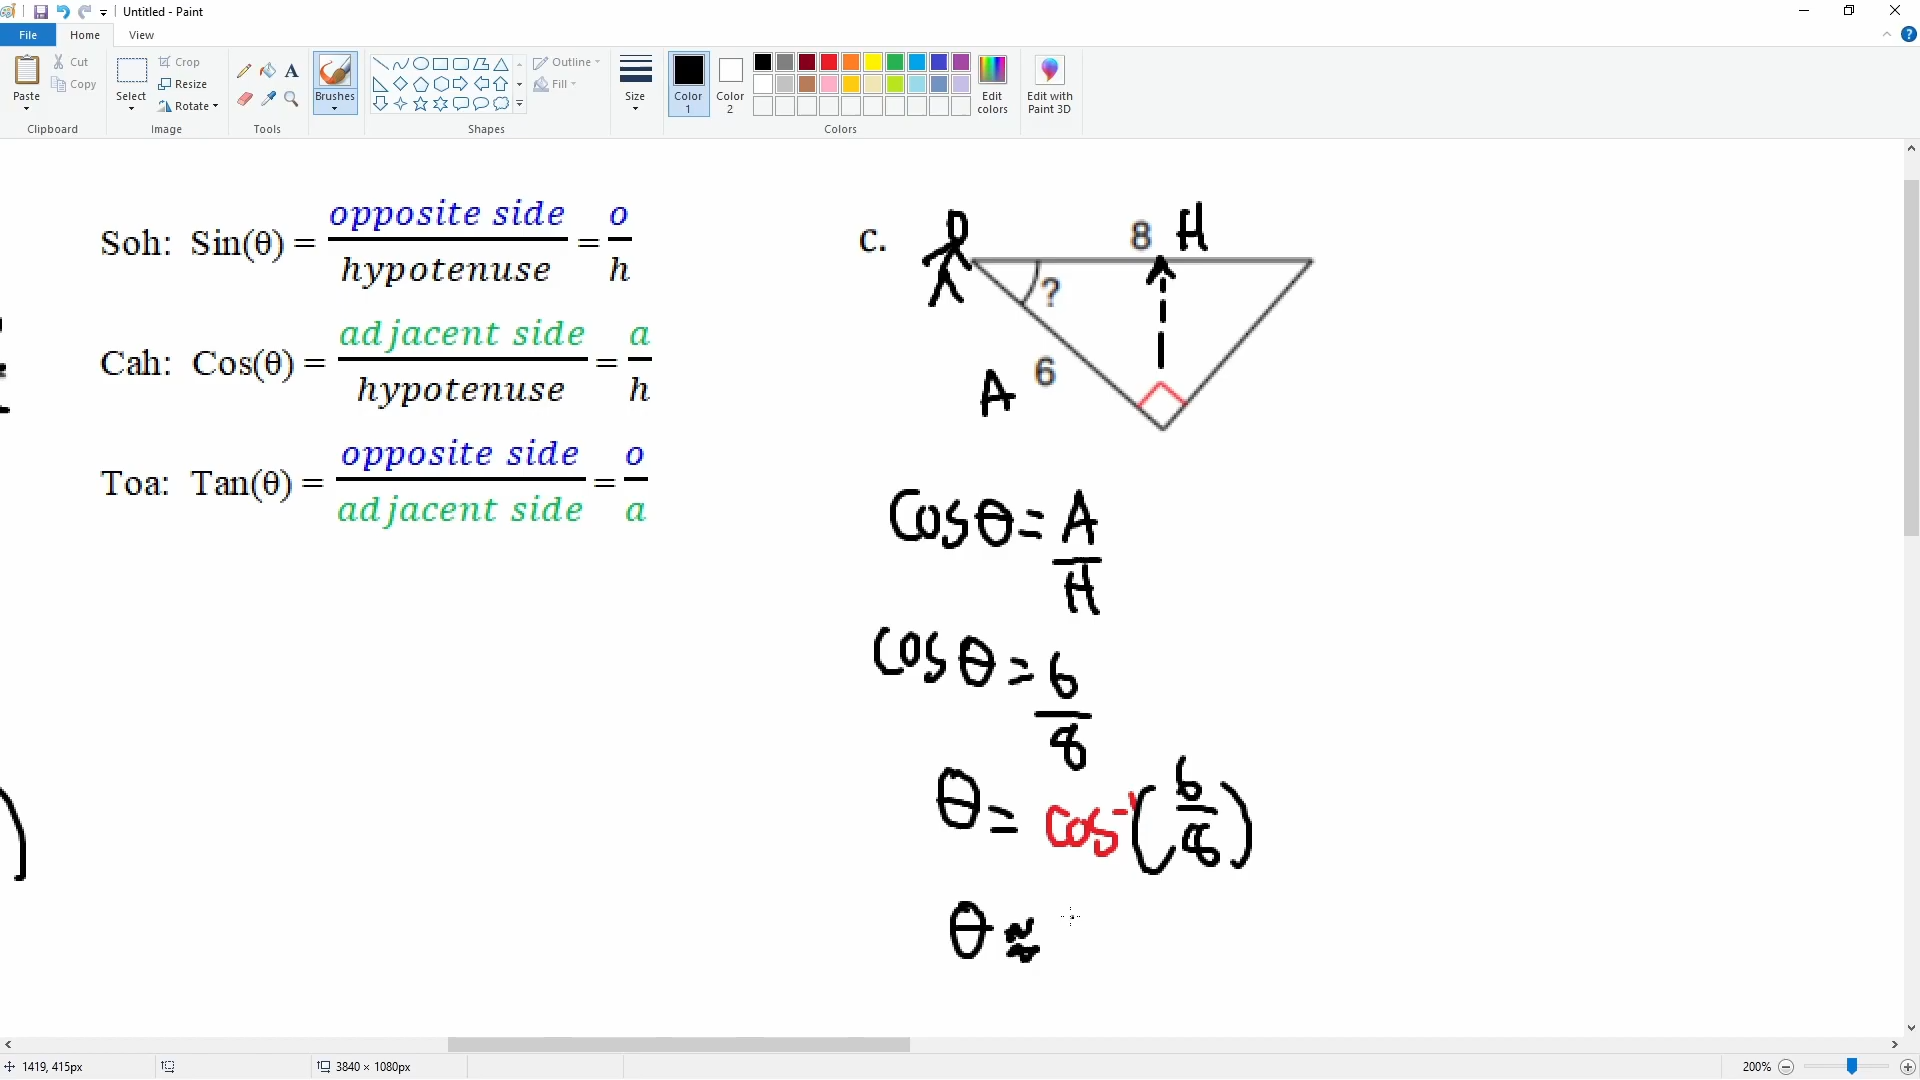 Untitled - Paint
File Home View
Paste
Cut
Copy
Clipboard
Select
Crop
Resize
Rotate
Image
Tools
Brushes
Shapes
Outline
Fill
Size
Color 1
Color 2
Colors
Edit colors
Edit with Paint 3D
Soh: Sin(θ) = opposite side / hypotenuse = o / h
Cah: Cos(θ) = adjacent side / hypotenuse = a / h
Toa: Tan(θ) = opposite side / adjacent side = o / a
c.
8 H
?
6
A
Cosθ = A / H
cosθ = 6 / 8
θ = cos⁻¹(6 / 8)
θ ≈
1419, 415px
3840 × 1080px
200%